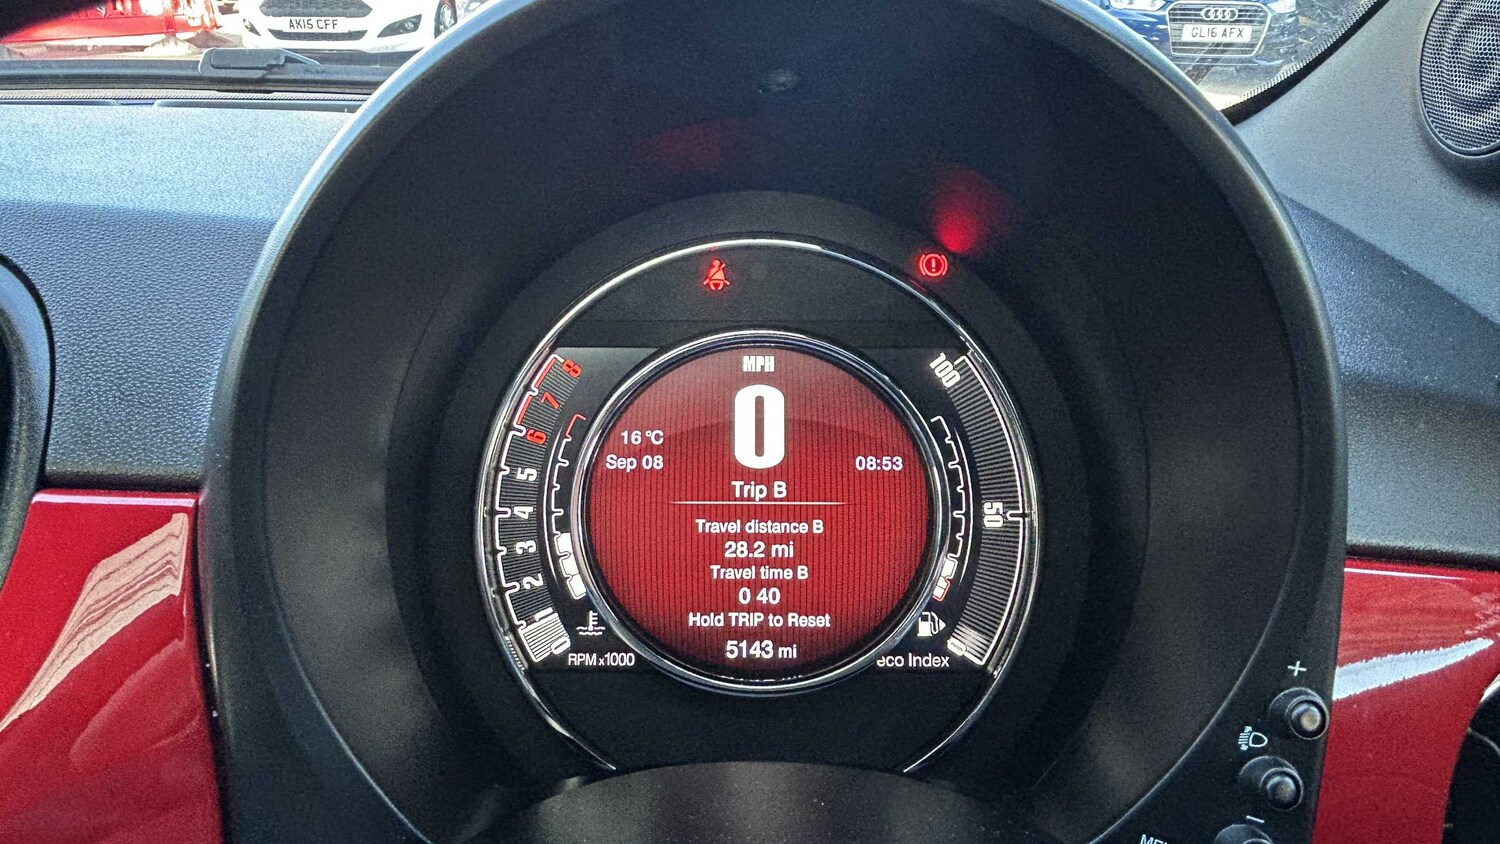 AK15 CFF
GL16 AFX
MPH
0
16 °C
Sep 08
08:53
Trip B
Travel distance B
28.2 mi
Travel time B
0 40
Hold TRIP to Reset
5143 mi
8
7
6
5
4
3
2
1
0
RPM x1000
100
50
0
eco Index
+
−